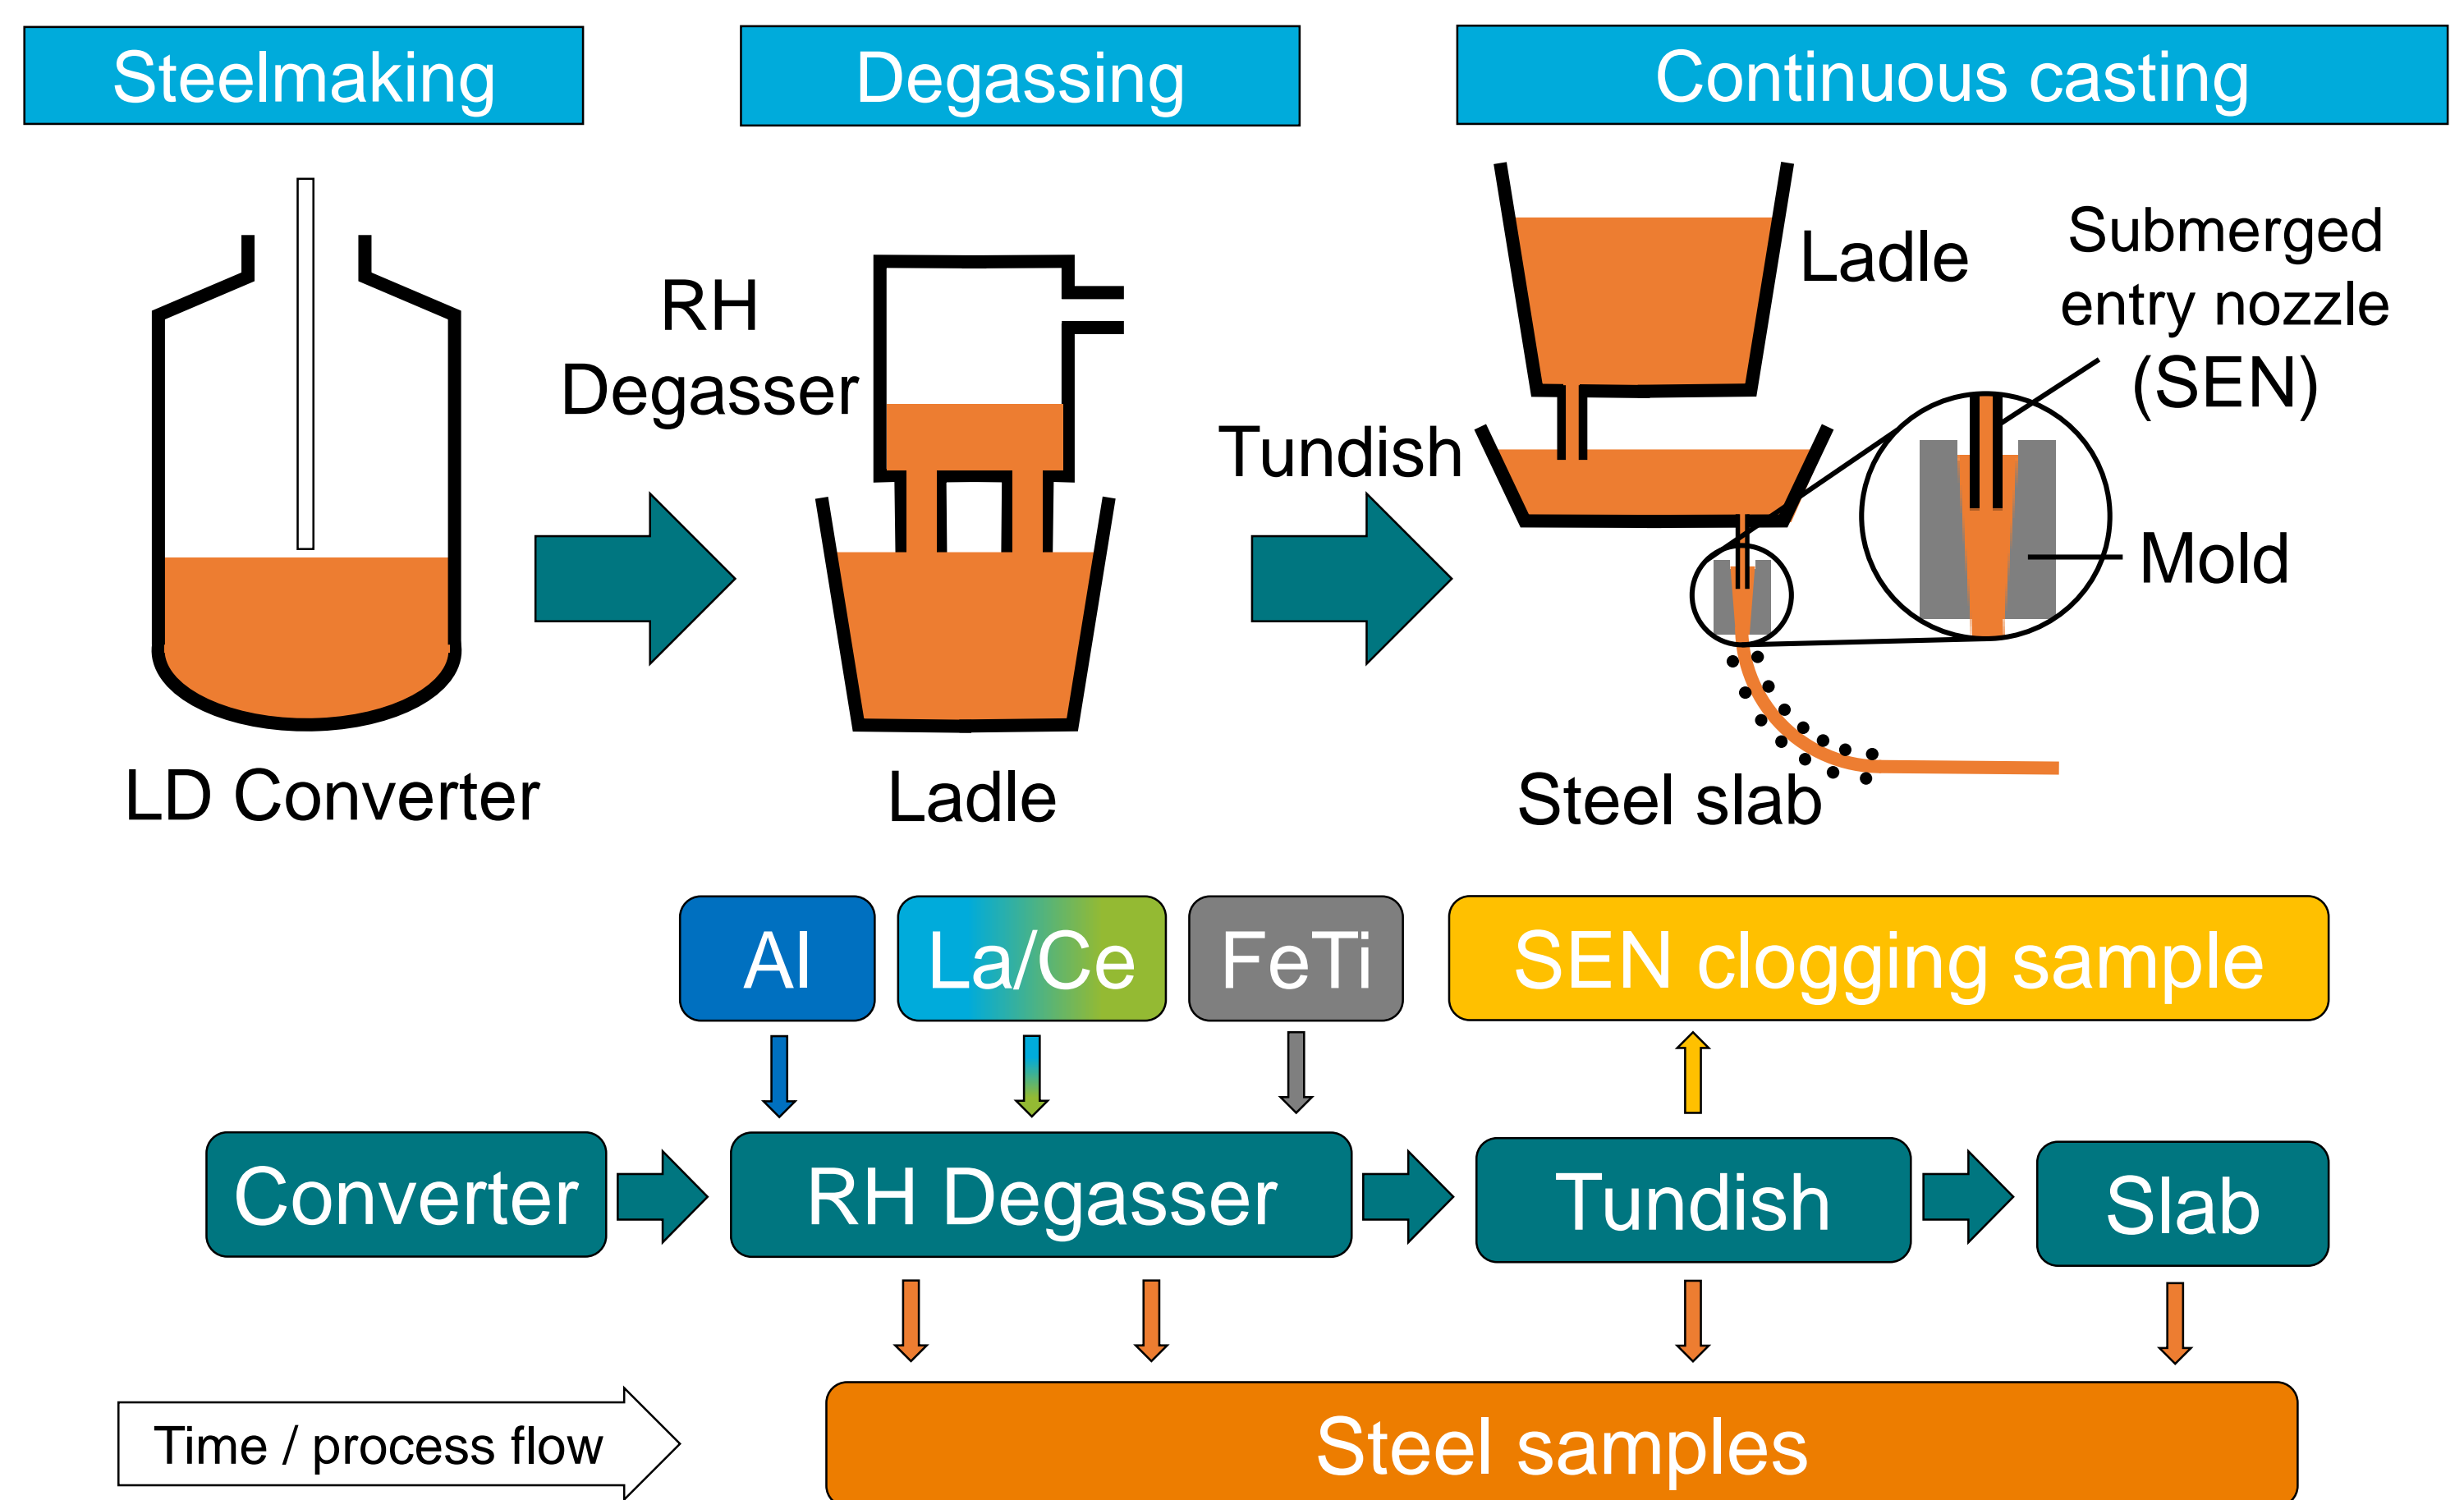 Steelmaking
Degassing
Continuous casting
Submerged
entry nozzle
(SEN)
Ladle
RH
Degasser
Tundish
Mold
LD Converter
Ladle
Steel slab
Al
La/Ce
FeTi
SEN clogging sample
Converter
RH Degasser
Tundish
Slab
Time / process flow
Steel samples